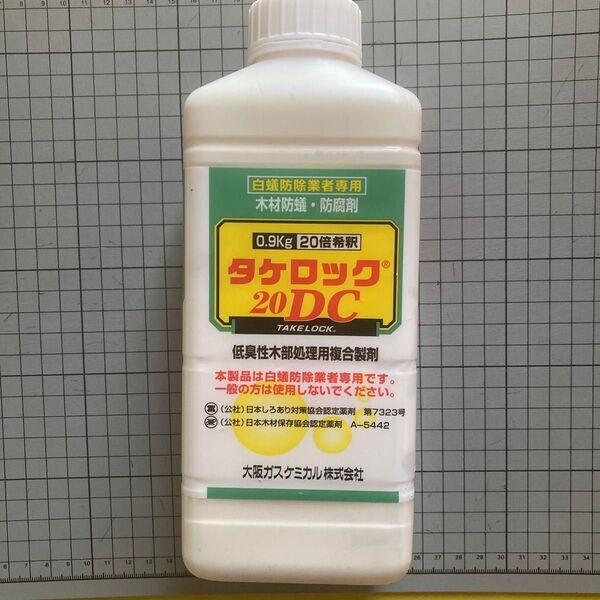 白蟻防除業者専用
木材防蟻・防腐剤
0.9Kg 20倍希釈
タケロック®
20DC
TAKELOCK®
低臭性木部処理用複合製剤
本製品は白蟻防除業者専用です。
一般の方は使用しないでください。
(公社)日本しろあり対策協会認定薬剤 第7323号
(公社)日本木材保存協会認定薬剤 A-5442
大阪ガスケミカル株式会社